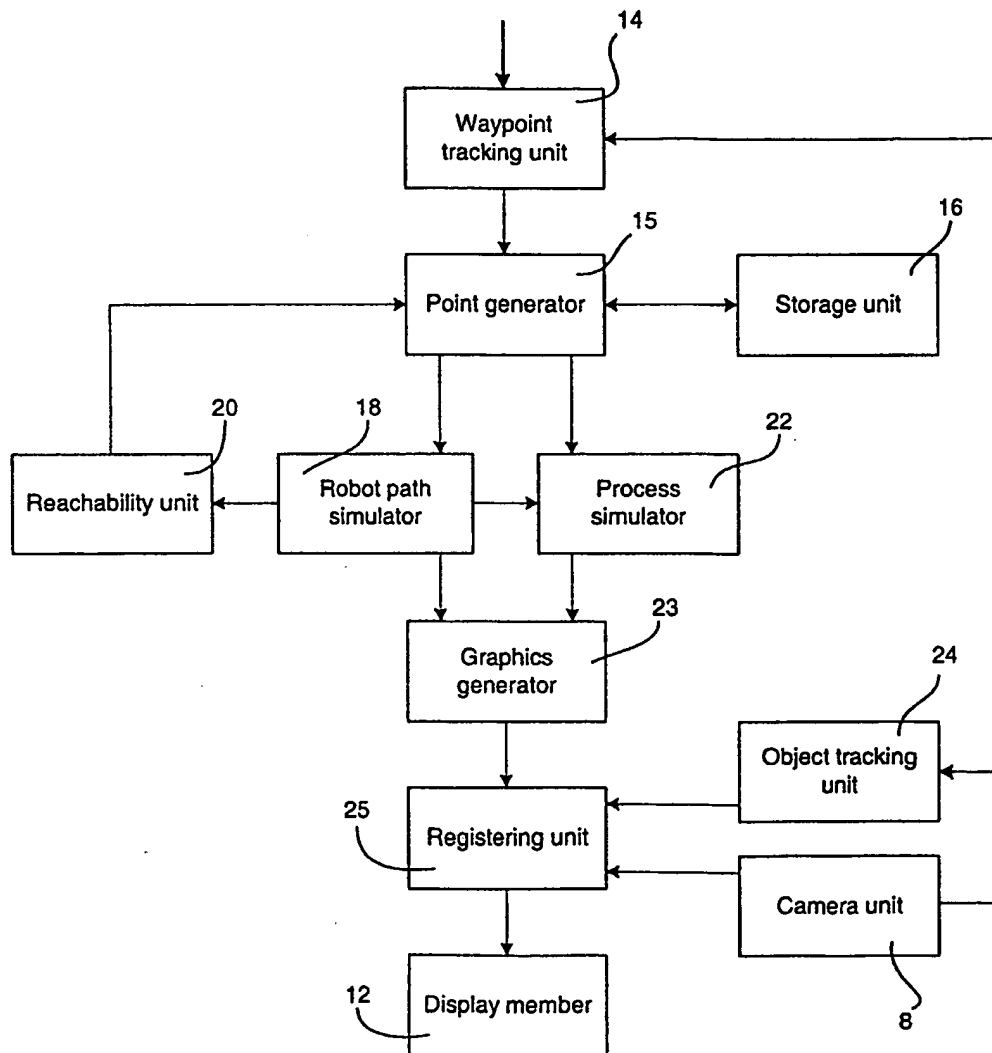 14
Waypoint
tracking unit
15
16
Point generator
Storage unit
20
18
22
Reachability unit
Robot path
simulator
Process
simulator
23
Graphics
generator
24
Object tracking
unit
25
Registering unit
Camera unit
12
Display member
8